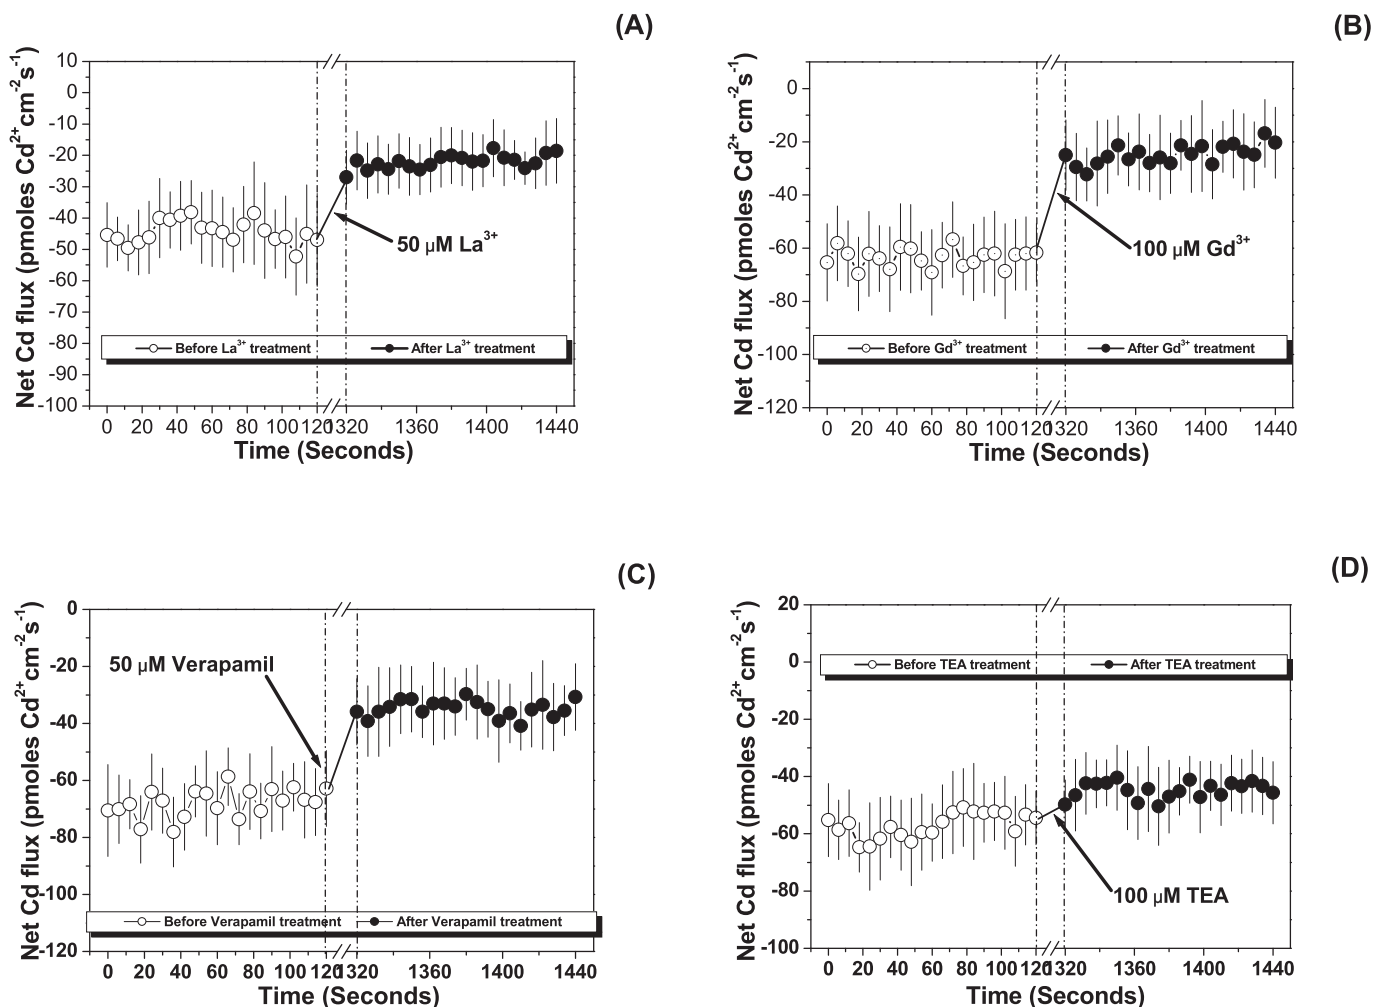 (A)
Net Cd flux (pmoles Cd²⁺cm⁻²s⁻¹)
10
0
-10
-20
-30
-40
-50
-60
-70
-80
-90
-100
50 μM La³⁺
Before La³⁺ treatment
After La³⁺ treatment
0 20 40 60 80 100 120 1320 1360 1400 1440
Time (Seconds)
(B)
Net Cd flux (pmoles Cd²⁺cm⁻²s⁻¹)
0
-20
-40
-60
-80
-100
-120
100 μM Gd³⁺
Before Gd³⁺ treatment
After Gd³⁺ treatment
0 20 40 60 80 100 120 1320 1360 1400 1440
Time (Seconds)
(C)
Net Cd flux (pmoles Cd²⁺cm⁻²s⁻¹)
0
-20
-40
-60
-80
-100
-120
50 μM Verapamil
Before Verapamil treatment
After Verapamil treatment
0 20 40 60 80 100 120 1320 1360 1400 1440
Time (Seconds)
(D)
Net Cd flux (pmoles Cd²⁺cm⁻²s⁻¹)
20
0
-20
-40
-60
-80
-100
Before TEA treatment
After TEA treatment
100 μM TEA
0 20 40 60 80 100 120 1320 1360 1400 1440
Time (Seconds)